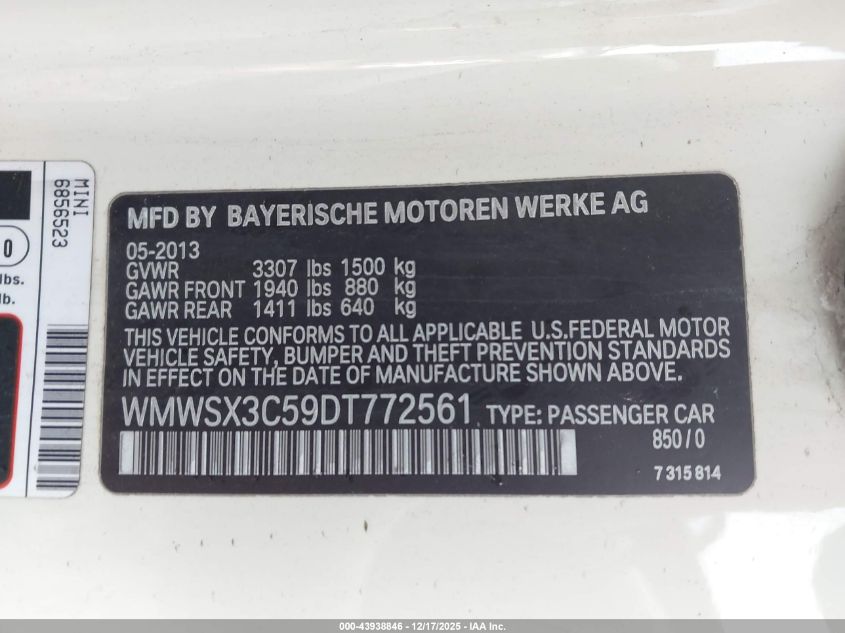 MFD BY BAYERISCHE MOTOREN WERKE AG
05-2013
GVWR 3307 lbs 1500 kg
GAWR FRONT 1940 lbs 880 kg
GAWR REAR 1411 lbs 640 kg
THIS VEHICLE CONFORMS TO ALL APPLICABLE U.S.FEDERAL MOTOR
VEHICLE SAFETY, BUMPER AND THEFT PREVENTION STANDARDS
IN EFFECT ON THE DATE OF MANUFACTURE SHOWN ABOVE.
WMWSX3C59DT772561 TYPE: PASSENGER CAR
850/0
7315814
MINI
6856523
0
lbs.
lb.
000-43938846 - 12/17/2025 - IAA Inc.